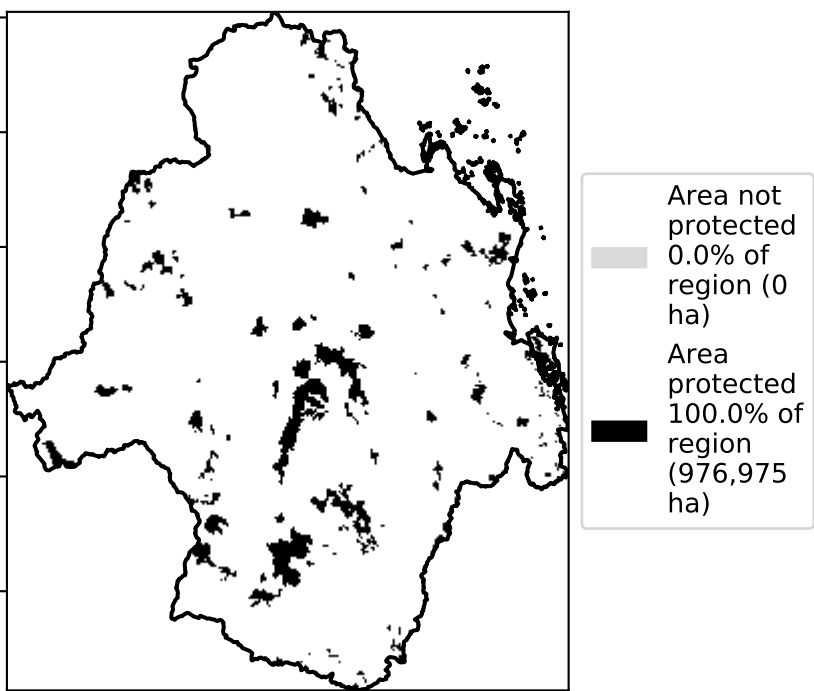 Area not
protected
0.0% of
region (0
ha)
Area
protected
100.0% of
region
(976,975
ha)